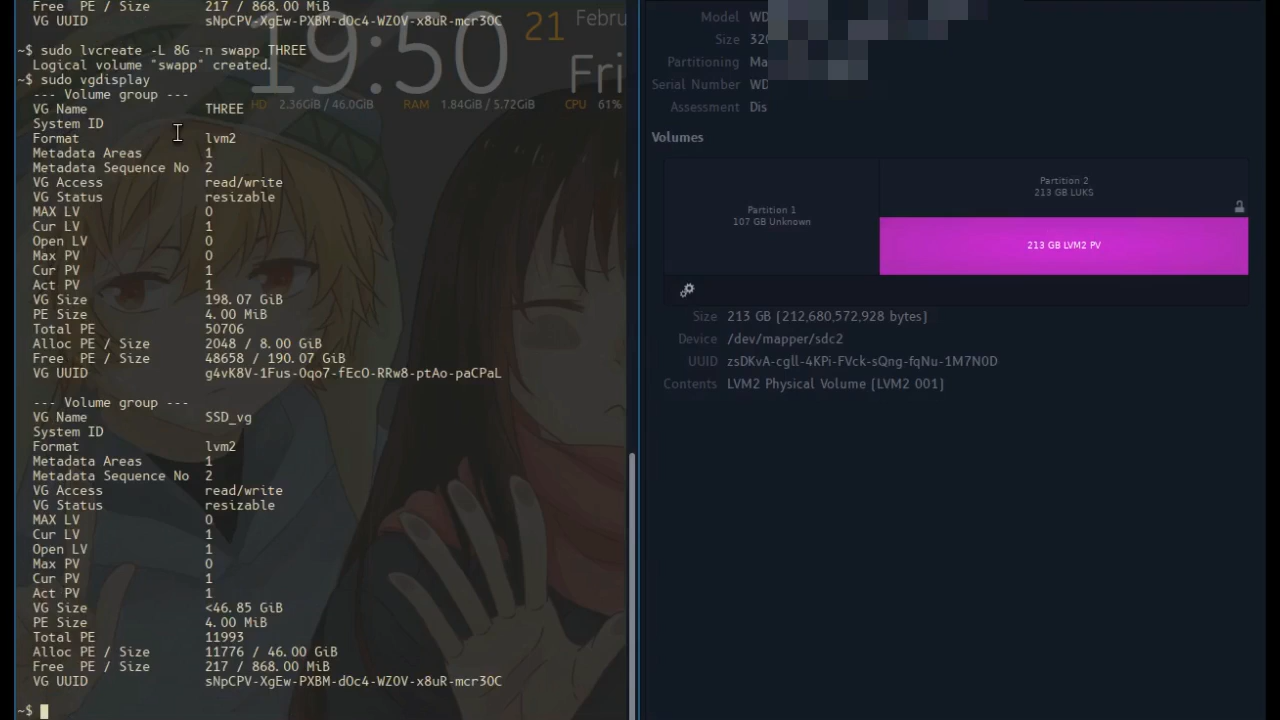 Free  PE / Size       217 / 868.00 MiB
VG UUID               sNpCPV-XgEw-PXBM-dOc4-WZ0V-x8uR-mcr3OC
~$ sudo lvcreate -L 8G -n swapp THREE
Logical volume "swapp" created.
~$ sudo vgdisplay
--- Volume group ---
VG Name               THREE
System ID
Format                lvm2
Metadata Areas        1
Metadata Sequence No  2
VG Access             read/write
VG Status             resizable
MAX LV                0
Cur LV                1
Open LV               0
Max PV                0
Cur PV                1
Act PV                1
VG Size               198.07 GiB
PE Size               4.00 MiB
Total PE              50706
Alloc PE / Size       2048 / 8.00 GiB
Free  PE / Size       48658 / 190.07 GiB
VG UUID               g4vK8V-1Fus-Oqo7-fEcO-RRw8-ptAo-paCPaL
--- Volume group ---
VG Name               SSD_vg
System ID
Format                lvm2
Metadata Areas        1
Metadata Sequence No  2
VG Access             read/write
VG Status             resizable
MAX LV                0
Cur LV                1
Open LV               1
Max PV                0
Cur PV                1
Act PV                1
VG Size               <46.85 GiB
PE Size               4.00 MiB
Total PE              11993
Alloc PE / Size       11776 / 46.00 GiB
Free  PE / Size       217 / 868.00 MiB
VG UUID               sNpCPV-XgEw-PXBM-dOc4-WZ0V-x8uR-mcr3OC
~$
19:50
21
Febru
Fri
HD 2.36GiB / 46.0GiB RAM 1.84GiB / 5.72GiB CPU 61%
Model WD
Size 320
Partitioning Ma
Serial Number WD
Assessment Dis
Volumes
Partition 1
107 GB Unknown
Partition 2
213 GB LUKS
213 GB LVM2 PV
Size 213 GB (212,680,572,928 bytes)
Device /dev/mapper/sdc2
UUID zsDKvA-cgll-4KPi-FVck-sQng-fqNu-1M7N0D
Contents LVM2 Physical Volume (LVM2 001)